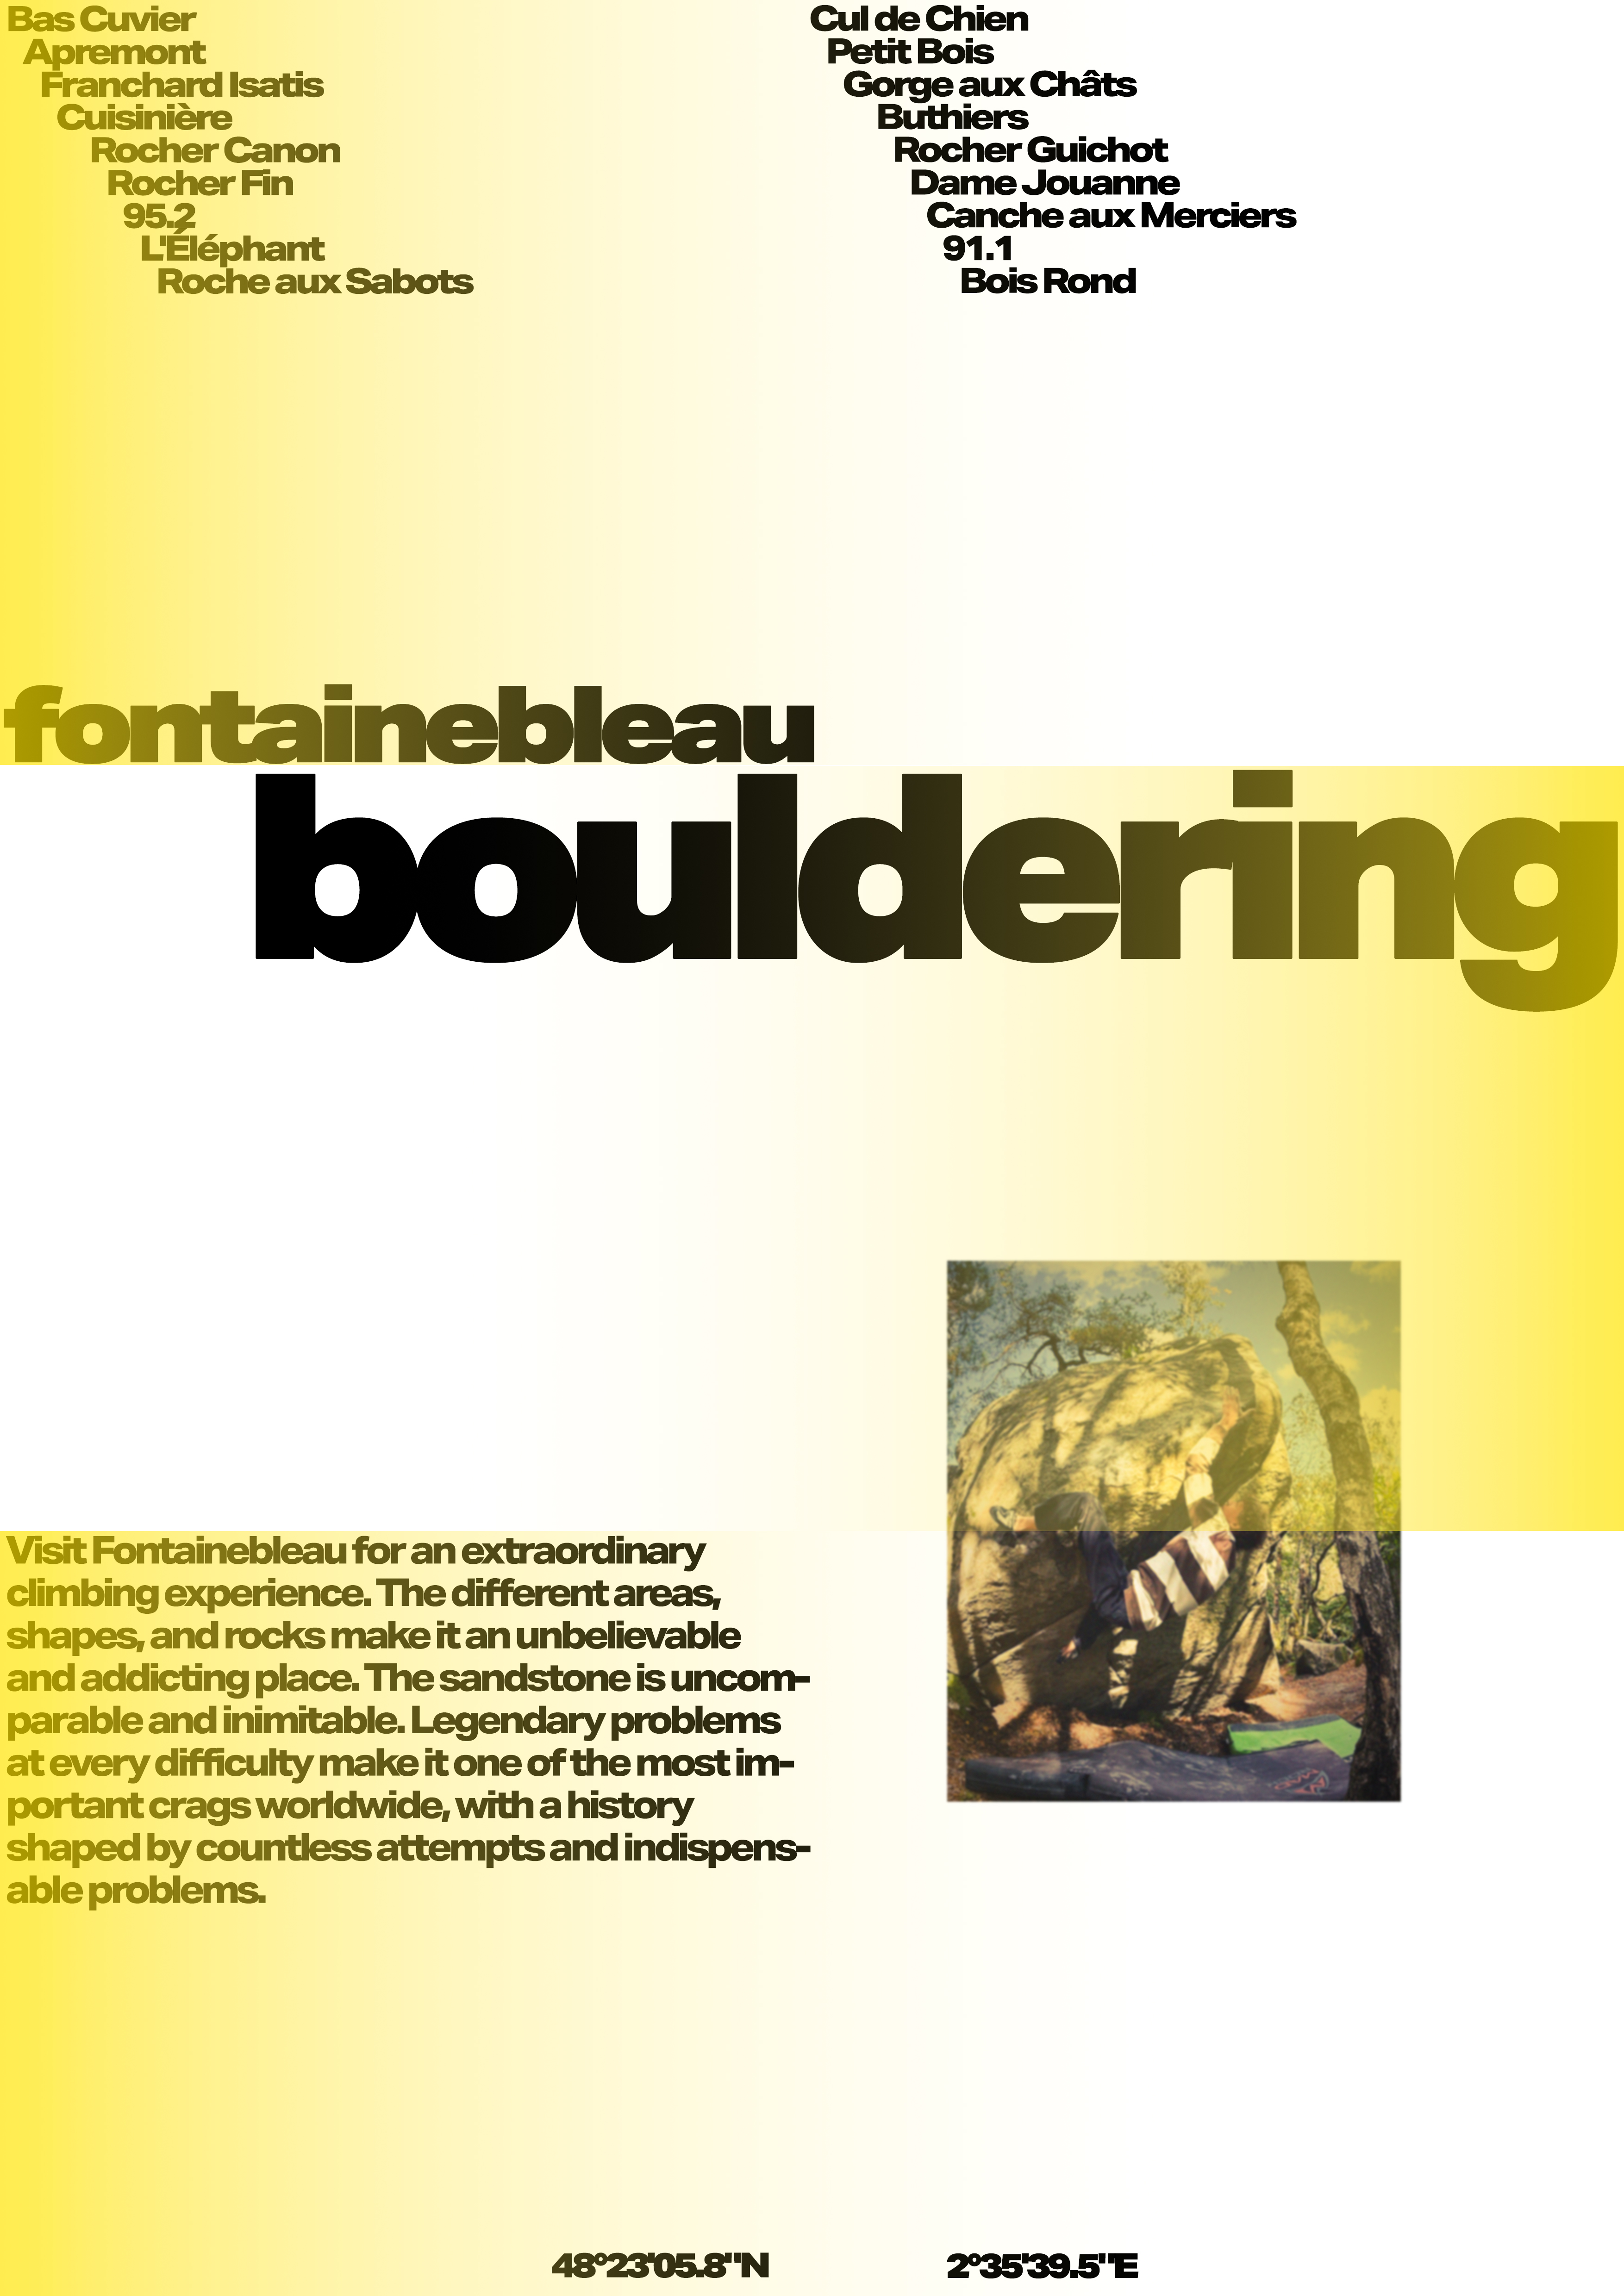 Bas Cuvier
Apremont
Franchard Isatis
Cuisinière
Rocher Canon
Rocher Fin
95.2
L'Éléphant
Roche aux Sabots
Cul de Chien
Petit Bois
Gorge aux Châts
Buthiers
Rocher Guichot
Dame Jouanne
Canche aux Merciers
91.1
Bois Rond
fontainebleau
bouldering
Visit Fontainebleau for an extraordinary
climbing experience. The different areas,
shapes, and rocks make it an unbelievable
and addicting place. The sandstone is uncom-
parable and inimitable. Legendary problems
at every difficulty make it one of the most im-
portant crags worldwide, with a history
shaped by countless attempts and indispens-
able problems.
48°23'05.8"N
2°35'39.5"E